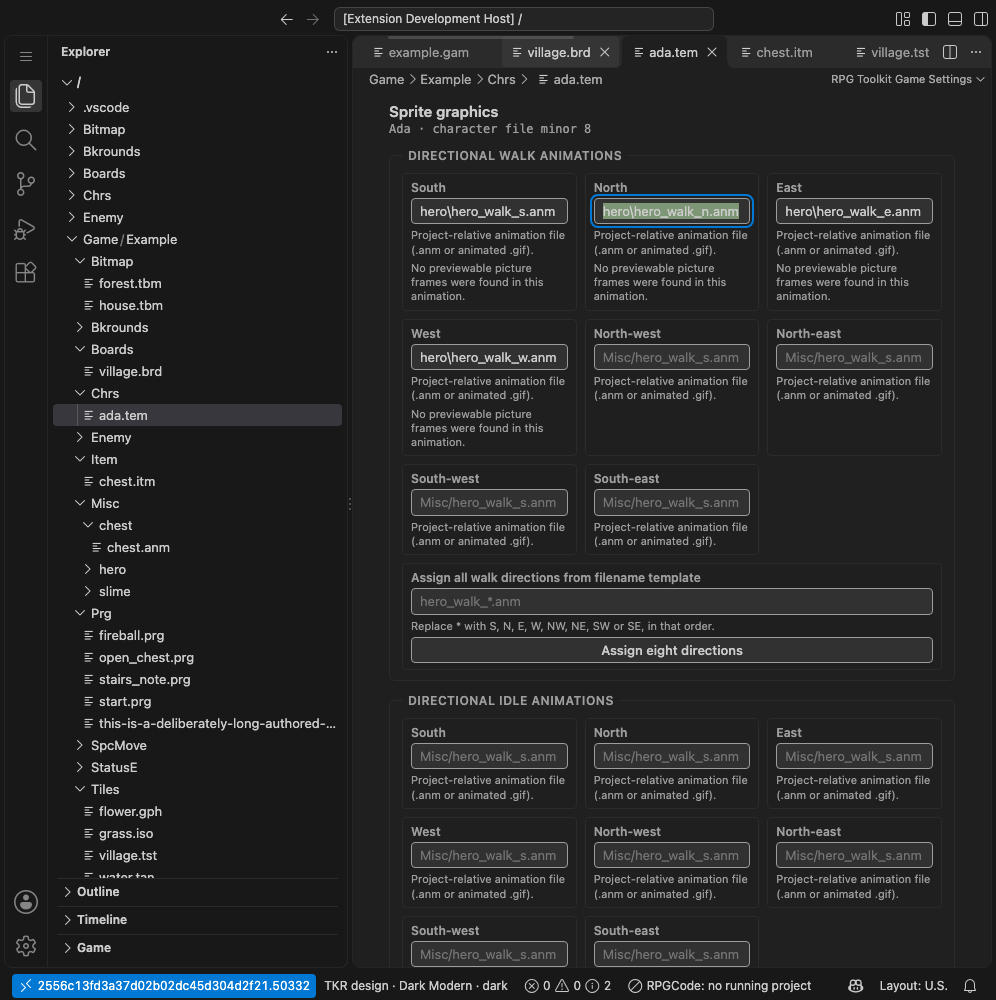 [Extension Development Host] /
Explorer
/
.vscode
Bitmap
Bkrounds
Boards
Chrs
Enemy
Game/Example
Bitmap
forest.tbm
house.tbm
Bkrounds
Boards
village.brd
Chrs
ada.tem
Enemy
Item
chest.itm
Misc
chest
chest.anm
hero
slime
Prg
fireball.prg
open_chest.prg
stairs_note.prg
start.prg
this-is-a-deliberately-long-authored-...
SpcMove
StatusE
Tiles
flower.gph
grass.iso
village.tst
water.tan
Outline
Timeline
Game
example.gam village.brd ada.tem chest.itm village.tst
Game > Example > Chrs > ada.tem RPG Toolkit Game Settings
Sprite graphics
Ada · character file minor 8
DIRECTIONAL WALK ANIMATIONS
South
hero\hero_walk_s.anm
Project-relative animation file
(.anm or animated .gif).
No previewable picture
frames were found in this
animation.
North
hero\hero_walk_n.anm
Project-relative animation file
(.anm or animated .gif).
No previewable picture
frames were found in this
animation.
East
hero\hero_walk_e.anm
Project-relative animation file
(.anm or animated .gif).
No previewable picture
frames were found in this
animation.
West
hero\hero_walk_w.anm
Project-relative animation file
(.anm or animated .gif).
No previewable picture
frames were found in this
animation.
North-west
Misc/hero_walk_s.anm
Project-relative animation file
(.anm or animated .gif).
North-east
Misc/hero_walk_s.anm
Project-relative animation file
(.anm or animated .gif).
South-west
Misc/hero_walk_s.anm
Project-relative animation file
(.anm or animated .gif).
South-east
Misc/hero_walk_s.anm
Project-relative animation file
(.anm or animated .gif).
Assign all walk directions from filename template
hero_walk_*.anm
Replace * with S, N, E, W, NW, NE, SW or SE, in that order.
Assign eight directions
DIRECTIONAL IDLE ANIMATIONS
South
Misc/hero_walk_s.anm
Project-relative animation file
(.anm or animated .gif).
North
Misc/hero_walk_s.anm
Project-relative animation file
(.anm or animated .gif).
East
Misc/hero_walk_s.anm
Project-relative animation file
(.anm or animated .gif).
West
Misc/hero_walk_s.anm
Project-relative animation file
(.anm or animated .gif).
North-west
Misc/hero_walk_s.anm
Project-relative animation file
(.anm or animated .gif).
North-east
Misc/hero_walk_s.anm
Project-relative animation file
(.anm or animated .gif).
South-west
Misc/hero_walk_s.anm
South-east
Misc/hero_walk_s.anm
2556c13fd3a37d02b02dc45d304d2f21.50332 TKR design · Dark Modern · dark 0 0 2 RPGCode: no running project Layout: U.S.